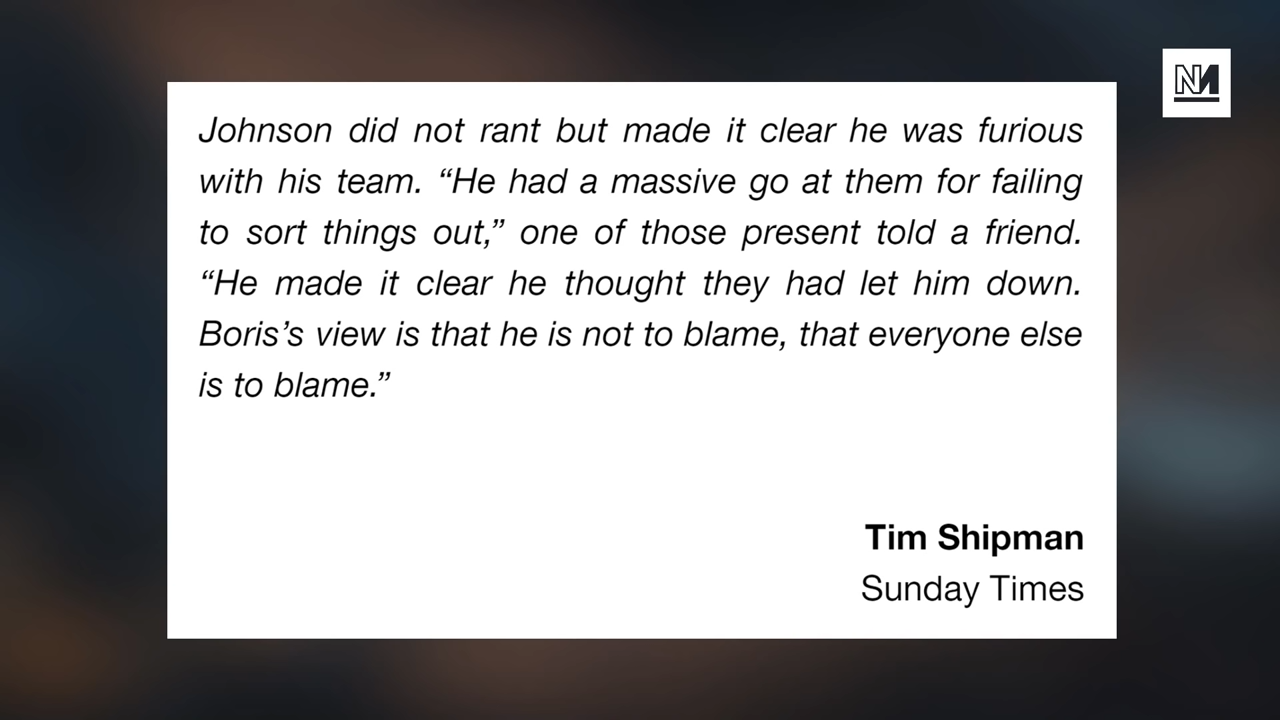 Johnson did not rant but made it clear he was furious
with his team. “He had a massive go at them for failing
to sort things out,” one of those present told a friend.
“He made it clear he thought they had let him down.
Boris’s view is that he is not to blame, that everyone else
is to blame.”
Tim Shipman
Sunday Times